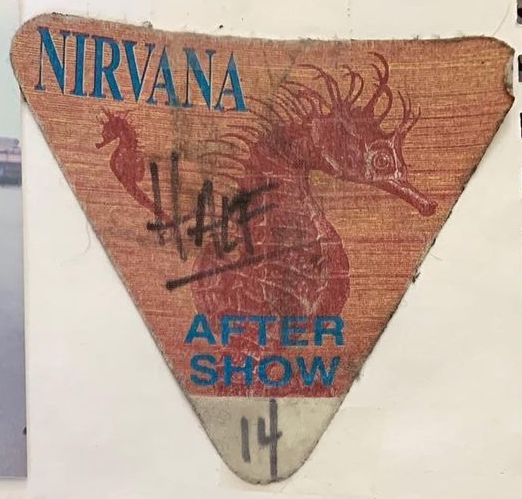 NIRVANA
HALF
AFTER
SHOW
14